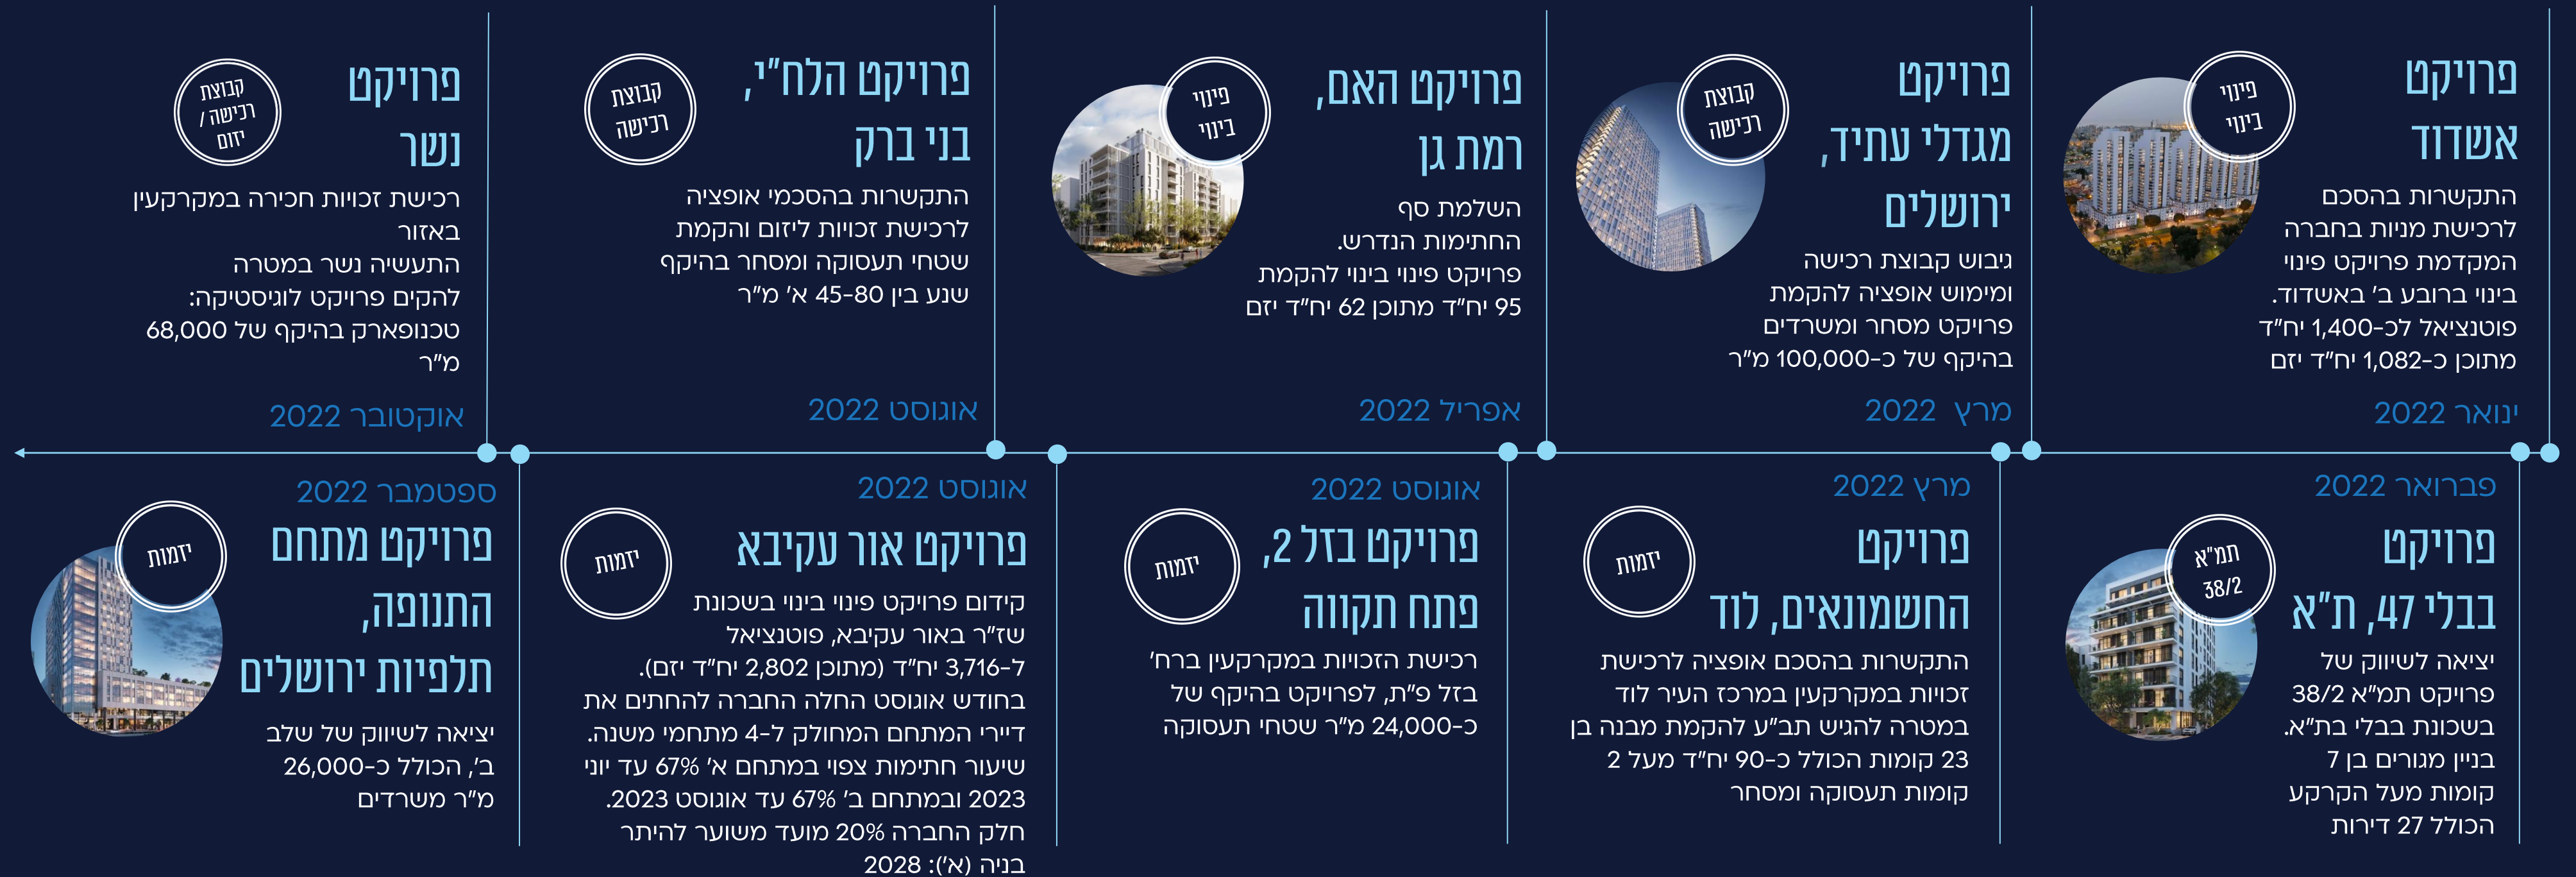 פרויקט
אשדוד
פינוי
בינוי
התקשרות בהסכם
לרכישת מניות בחברה
המקדמת פרויקט פינוי
בינוי ברובע ב' באשדוד.
פוטנציאל לכ-1,400 יח"ד
מתוכן כ-1,082 יח"ד יזם
ינואר 2022
פרויקט
מגדלי עתיד,
ירושלים
קבוצת
רכישה
גיבוש קבוצת רכישה
ומימוש אופציה להקמת
פרויקט מסחר ומשרדים
בהיקף של כ-100,000 מ"ר
מרץ 2022
פרויקט האם,
רמת גן
פינוי
בינוי
השלמת סף
החתימות הנדרש.
פרויקט פינוי בינוי להקמת
95 יח"ד מתוכן 62 יח"ד יזם
אפריל 2022
פרויקט הלח"י,
בני ברק
קבוצת
רכישה
התקשרות בהסכמי אופציה
לרכישת זכויות ליזום והקמת
שטחי תעסוקה ומסחר בהיקף
שנע בין 45-80 א' מ"ר
אוגוסט 2022
פרויקט
נשר
קבוצת
רכישה /
יזום
רכישת זכויות חכירה במקרקעין
באזור
התעשיה נשר במטרה
להקים פרויקט לוגיסטיקה:
טכנופארק בהיקף של 68,000
מ"ר
אוקטובר 2022
פברואר 2022
פרויקט
בבלי 47, ת"א
תמ"א
38/2
יציאה לשיווק של
פרויקט תמ"א 38/2
בשכונת בבלי בת"א.
בניין מגורים בן 7
קומות מעל הקרקע
הכולל 27 דירות
מרץ 2022
פרויקט
החשמונאים, לוד
יזמות
התקשרות בהסכם אופציה לרכישת
זכויות במקרקעין במרכז העיר לוד
במטרה להגיש תב"ע להקמת מבנה בן
23 קומות הכולל כ-90 יח"ד מעל 2
קומות תעסוקה ומסחר
אוגוסט 2022
פרויקט בזל 2,
פתח תקווה
יזמות
רכישת הזכויות במקרקעין ברח'
בזל פ"ת, לפרויקט בהיקף של
כ-24,000 מ"ר שטחי תעסוקה
אוגוסט 2022
פרויקט אור עקיבא
יזמות
קידום פרויקט פינוי בינוי בשכונת
שז"ר באור עקיבא, פוטנציאל
ל-3,716 יח"ד (מתוכן 2,802 יח"ד יזם).
בחודש אוגוסט החלה החברה להחתים את
דיירי המתחם המחולק ל-4 מתחמי משנה.
שיעור חתימות צפוי במתחם א' 67% עד יוני
2023 ובמתחם ב' 67% עד אוגוסט 2023.
חלק החברה 20% מועד משוער להיתר
בניה (א'): 2028
ספטמבר 2022
פרויקט מתחם
התנופה,
תלפיות ירושלים
יזמות
יציאה לשיווק של שלב
ב', הכולל כ-26,000
מ"ר משרדים